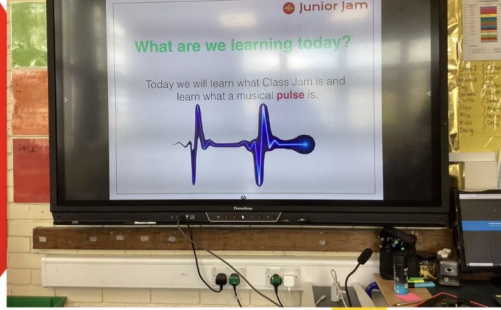 Junior Jam
What are we learning today?
Today we will learn what Class Jam is and
learn what a musical pulse is.
Promethean